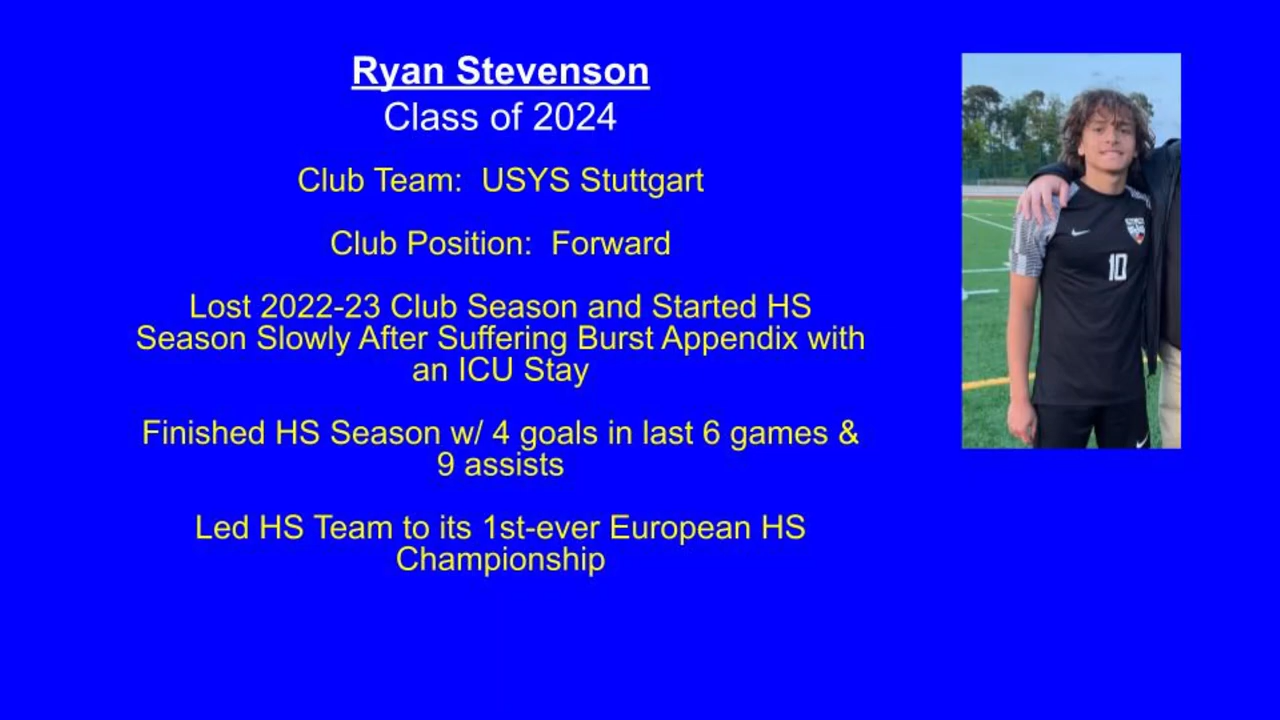 Ryan Stevenson
Class of 2024
Club Team:  USYS Stuttgart
Club Position:  Forward
Lost 2022-23 Club Season and Started HS
Season Slowly After Suffering Burst Appendix with
an ICU Stay
Finished HS Season w/ 4 goals in last 6 games &
9 assists
Led HS Team to its 1st-ever European HS
Championship
10